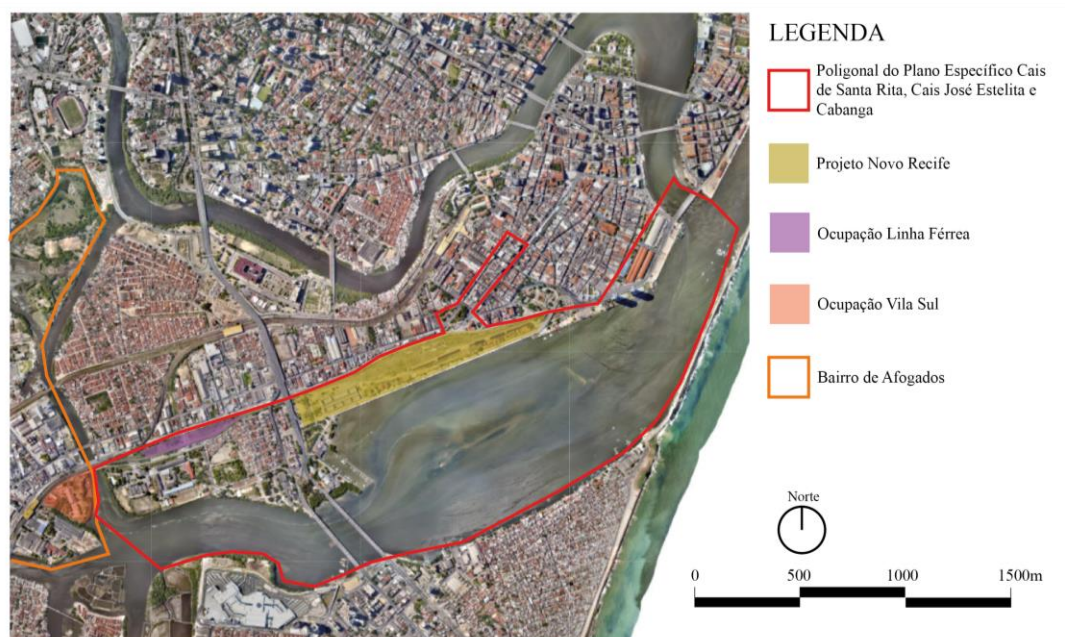 LEGENDA
Poligonal do Plano Específico Cais
de Santa Rita, Cais José Estelita e
Cabanga
Projeto Novo Recife
Ocupação Linha Férrea
Ocupação Vila Sul
Bairro de Afogados
Norte
0 500 1000 1500m